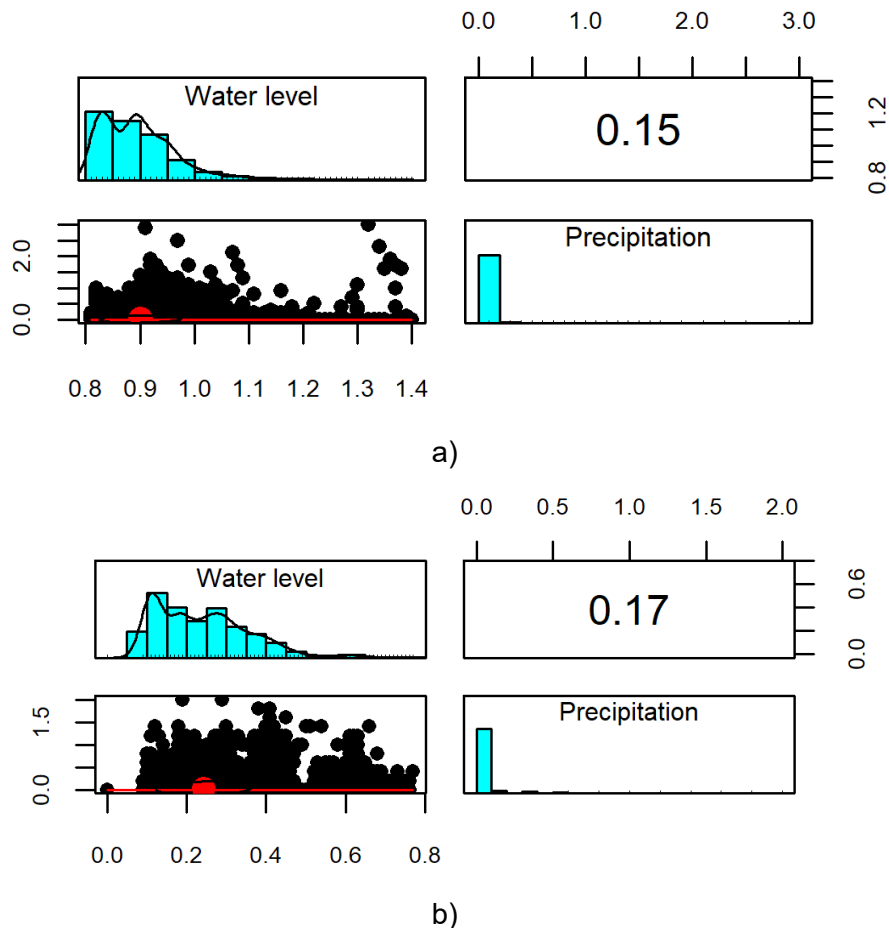 0.0 1.0 2.0 3.0
Water level
0.15
0.8 1.2
Precipitation
0.0 2.0
0.8 0.9 1.0 1.1 1.2 1.3 1.4
a)
0.0 0.5 1.0 1.5 2.0
Water level
0.17
0.0 0.6
Precipitation
0.0 1.5
0.0 0.2 0.4 0.6 0.8
b)